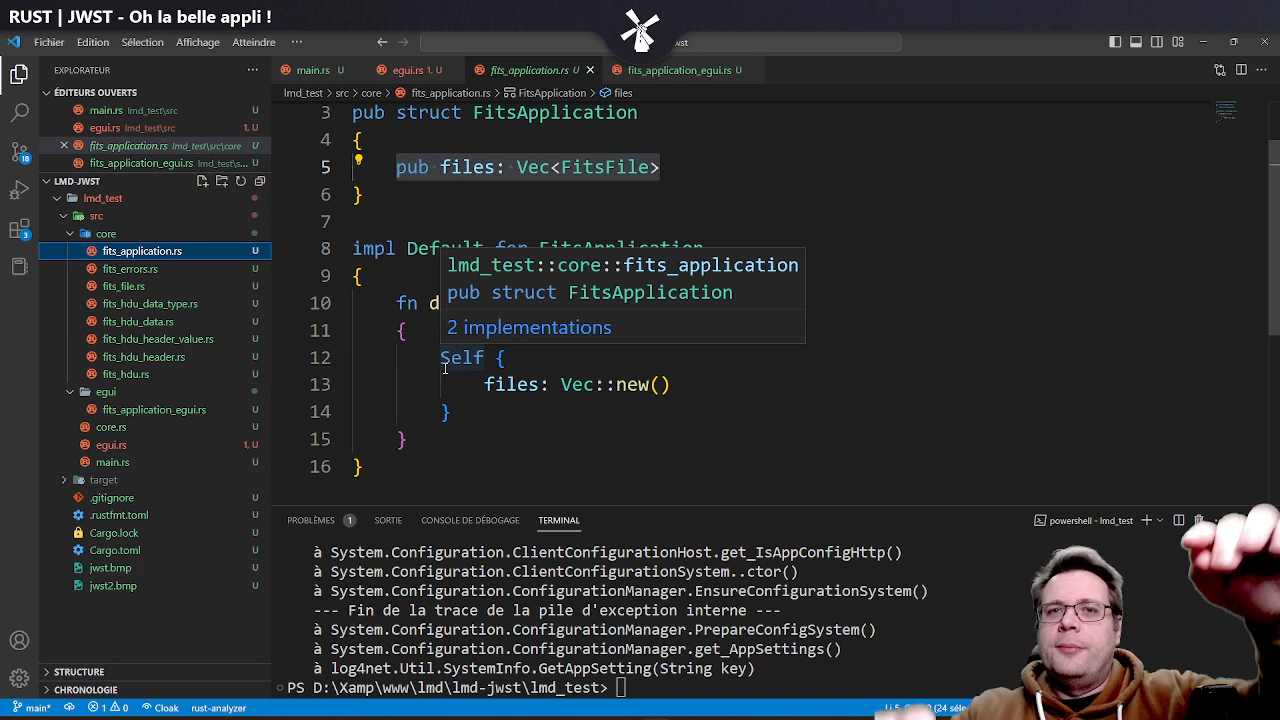 RUST | JWST - Oh la belle appli !
Fichier Edition Sélection Affichage Atteindre ···
EXPLORATEUR
ÉDITEURS OUVERTS
main.rs lmd_test\src U
egui.rs lmd_test\src 1, U
fits_application.rs lmd_test\src\core U
fits_application_egui.rs lmd_test\s... U
LMD-JWST
lmd_test
src
core
fits_application.rs U
fits_errors.rs U
fits_file.rs U
fits_hdu_data_type.rs U
fits_hdu_data.rs U
fits_hdu_header_value.rs U
fits_hdu_header.rs U
fits_hdu.rs U
egui
fits_application_egui.rs U
core.rs U
egui.rs 1, U
main.rs U
target
.gitignore U
.rustfmt.toml U
Cargo.lock U
Cargo.toml U
jwst.bmp U
jwst2.bmp U
STRUCTURE
CHRONOLOGIE
18
3
main.rs U
egui.rs 1, U
fits_application.rs U
fits_application_egui.rs U
lmd_test > src > core > fits_application.rs > FitsApplication > files
3 pub struct FitsApplication
4 {
5 pub files: Vec<FitsFile>
6 }
7
8 impl Default for FitsApplication
9 {
lmd_test::core::fits_application
pub struct FitsApplication
2 implementations
10 fn d
11 {
12 Self {
13 files: Vec::new()
14 }
15 }
16 }
PROBLÈMES 1 SORTIE CONSOLE DE DÉBOGAGE TERMINAL
powershell - lmd_test
à System.Configuration.ClientConfigurationHost.get_IsAppConfigHttp()
à System.Configuration.ClientConfigurationSystem..ctor()
à System.Configuration.ConfigurationManager.EnsureConfigurationSystem()
--- Fin de la trace de la pile d'exception interne ---
à System.Configuration.ConfigurationManager.PrepareConfigSystem()
à System.Configuration.ConfigurationManager.get_AppSettings()
à log4net.Util.SystemInfo.GetAppSetting(String key)
PS D:\Xamp\www\lmd\lmd-jwst\lmd_test>
main* 1 0 Cloak rust-analyzer